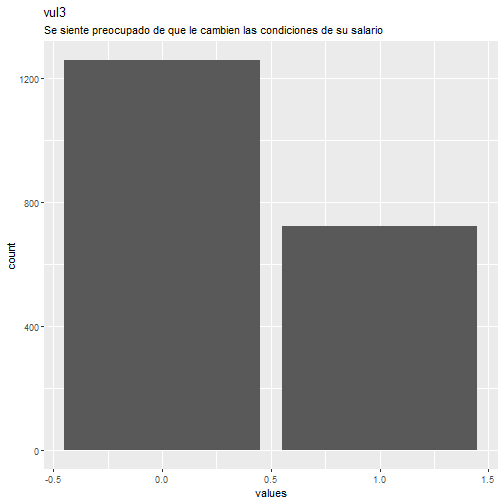 vul3
Se siente preocupado de que le cambien las condiciones de su salario
1200
800
400
0
count
-0.5
0.0
0.5
1.0
1.5
values